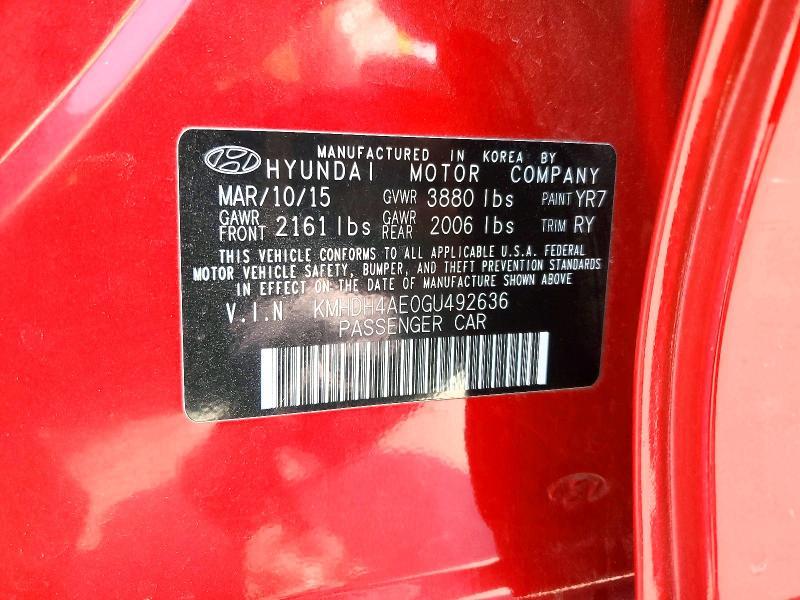 MANUFACTURED IN KOREA BY
HYUNDAI MOTOR COMPANY
MAR/10/15 GVWR 3880 lbs PAINT YR7
GAWR FRONT 2161 lbs GAWR REAR 2006 lbs TRIM RY
THIS VEHICLE CONFORMS TO ALL APPLICABLE U.S.A. FEDERAL
MOTOR VEHICLE SAFETY, BUMPER, AND THEFT PREVENTION STANDARDS
IN EFFECT ON THE DATE OF MANUFACTURE SHOWN ABOVE
V.I.N KMHDH4AE0GU492636
PASSENGER CAR